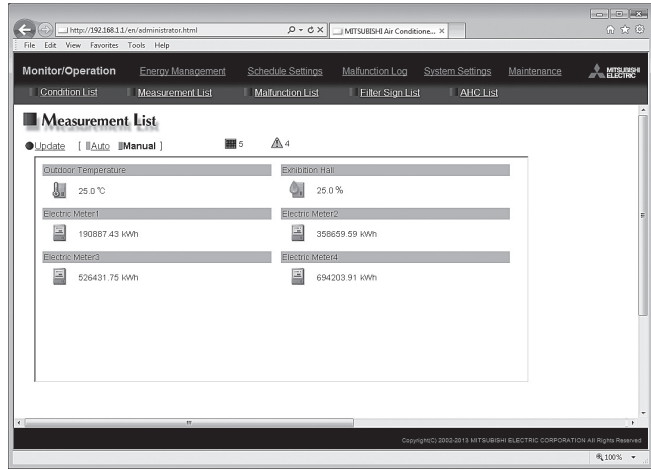 http://192.168.1.1/en/administrator.html
MITSUBISHI Air Conditione...
File Edit View Favorites Tools Help
Monitor/Operation Energy Management Schedule Settings Malfunction Log System Settings Maintenance MITSUBISHI ELECTRIC
Condition List Measurement List Malfunction List Filter Sign List AHC List
Measurement List
Update [ Auto Manual ] 5 4
Outdoor Temperature Exhibition Hall
25.0 °C 25.0 %
Electric Meter1 Electric Meter2
190887.43 kWh 358659.59 kWh
Electric Meter3 Electric Meter4
526431.75 kWh 694203.91 kWh
Copyright(C) 2002-2013 MITSUBISHI ELECTRIC CORPORATION All Rights Reserved
100%